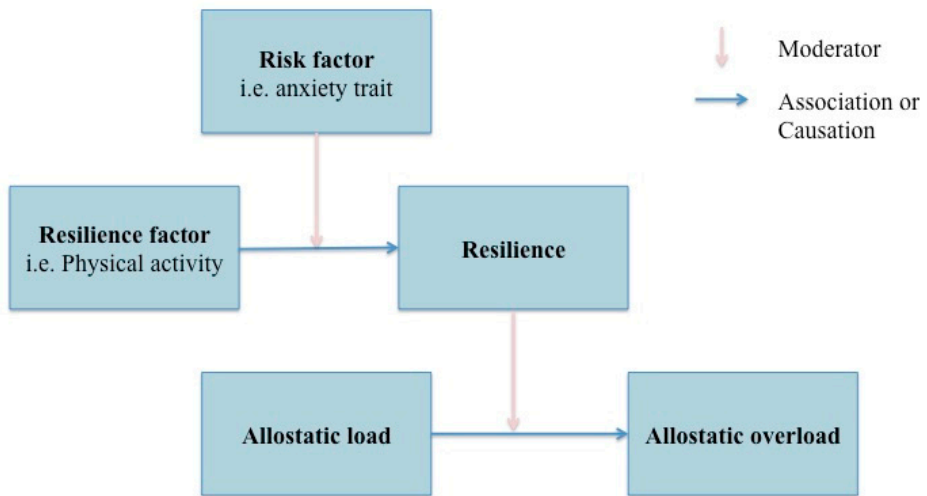 Risk factor
i.e. anxiety trait
Moderator
Association or
Causation
Resilience factor
i.e. Physical activity
Resilience
Allostatic load
Allostatic overload